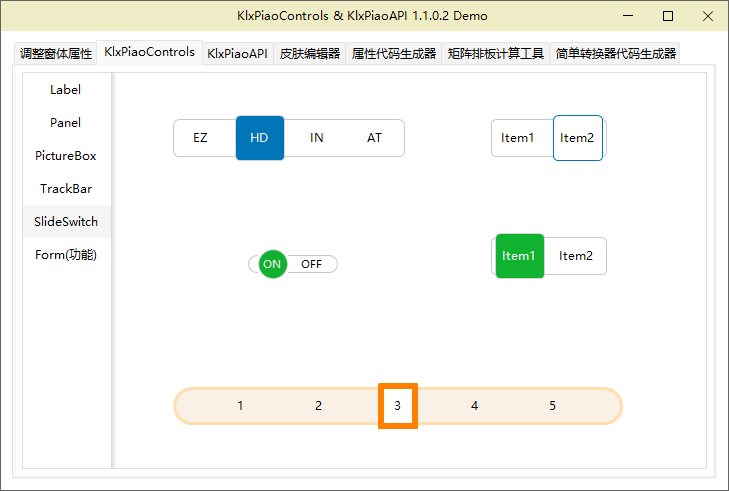 KlxPiaoControls & KlxPiaoAPI 1.1.0.2 Demo
调整窗体属性 KlxPiaoControls KlxPiaoAPI 皮肤编辑器 属性代码生成器 矩阵排板计算工具 简单转换器代码生成器
Label
Panel
PictureBox
TrackBar
SlideSwitch
Form(功能)
EZ HD IN AT
Item1 Item2
ON OFF
Item1 Item2
1 2 3 4 5